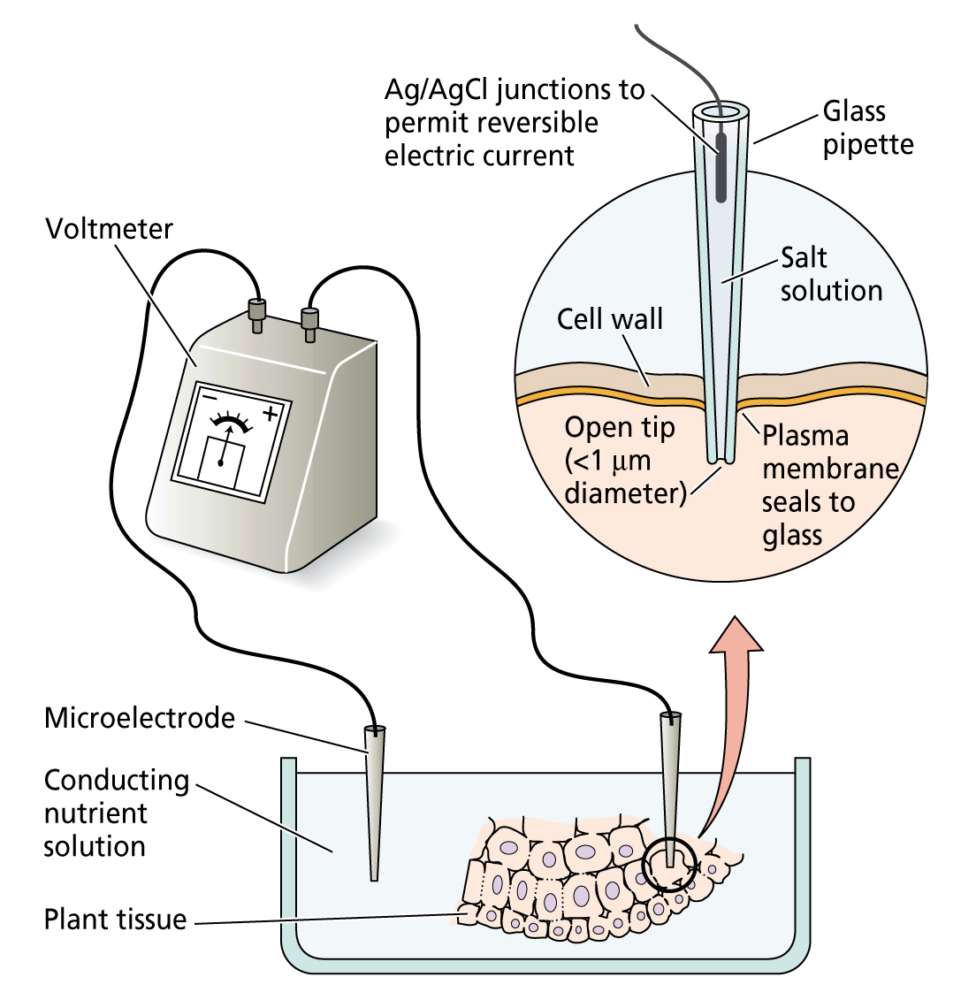 Ag/AgCl junctions to
permit reversible
electric current
Glass
pipette
Voltmeter
Salt
solution
Cell wall
Open tip
(<1 μm
diameter)
Plasma
membrane
seals to
glass
− +
Microelectrode
Conducting
nutrient
solution
Plant tissue